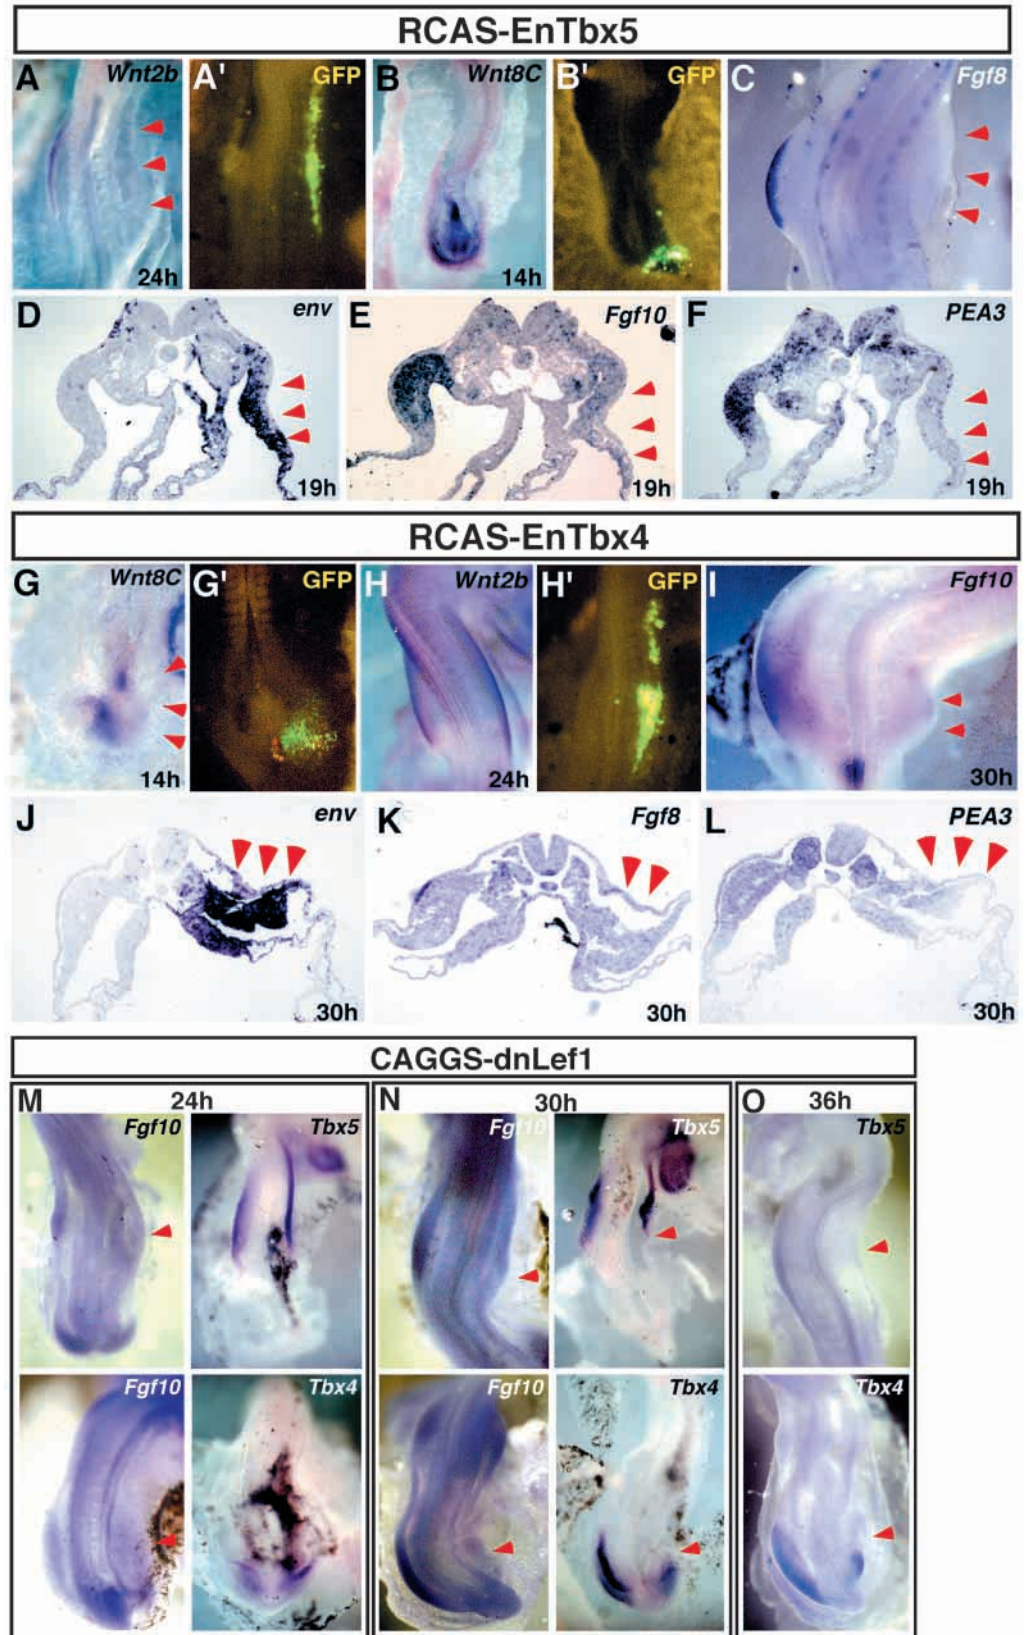 RCAS-EnTbx5
A Wnt2b A' GFP B Wnt8C B' GFP C Fgf8
24h 14h
D env E Fgf10 F PEA3
19h 19h 19h
RCAS-EnTbx4
G Wnt8C G' GFP H Wnt2b H' GFP I Fgf10
14h 24h 30h
J env K Fgf8 L PEA3
30h 30h 30h
CAGGS-dnLef1
M 24h N 30h O 36h
Fgf10 Tbx5 Fgf10 Tbx5 Tbx5
Fgf10 Tbx4 Fgf10 Tbx4 Tbx4